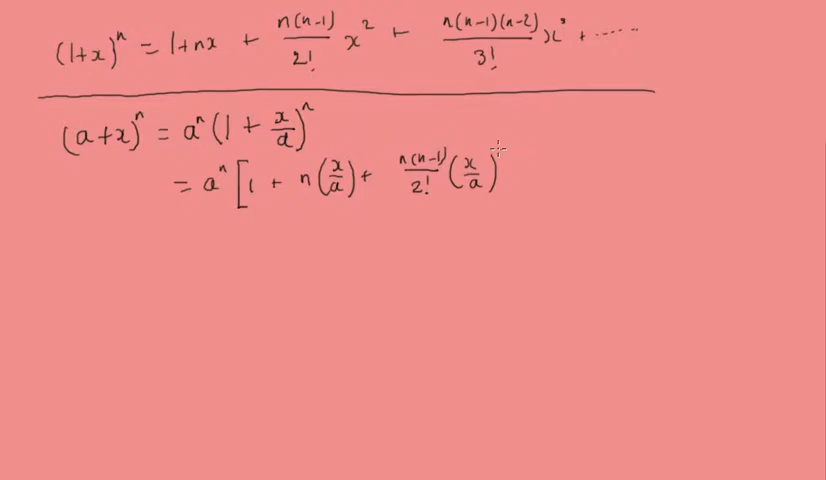 (1+x)^n = 1+nx + n(n-1)/2! x^2 + n(n-1)(n-2)/3! x^3 + ......
(a+x)^n = a^n (1 + x/a)^n
= a^n [1 + n(x/a) + n(n-1)/2! (x/a)